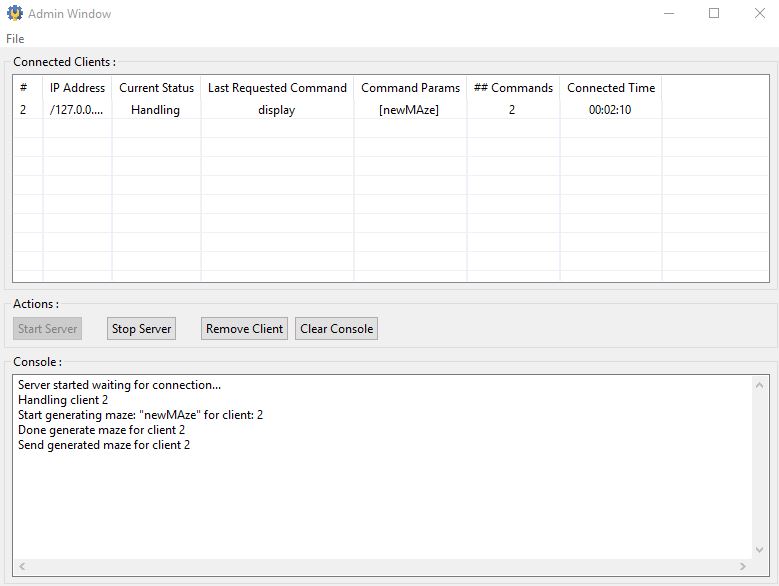 Admin Window
File
Connected Clients :
# IP Address Current Status Last Requested Command Command Params ## Commands Connected Time
2 /127.0.0.... Handling display [newMAze] 2 00:02:10
Actions :
Start Server Stop Server Remove Client Clear Console
Console :
Server started waiting for connection...
Handling client 2
Start generating maze: "newMAze" for client: 2
Done generate maze for client 2
Send generated maze for client 2